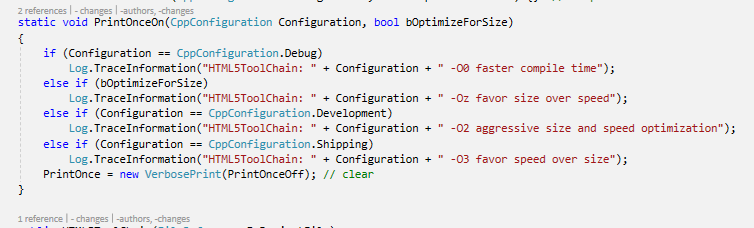 2 references | - changes | -authors, -changes
static void PrintOnceOn(CppConfiguration Configuration, bool bOptimizeForSize)
{
if (Configuration == CppConfiguration.Debug)
Log.TraceInformation("HTML5ToolChain: " + Configuration + " -O0 faster compile time");
else if (bOptimizeForSize)
Log.TraceInformation("HTML5ToolChain: " + Configuration + " -Oz favor size over speed");
else if (Configuration == CppConfiguration.Development)
Log.TraceInformation("HTML5ToolChain: " + Configuration + " -O2 aggressive size and speed optimization");
else if (Configuration == CppConfiguration.Shipping)
Log.TraceInformation("HTML5ToolChain: " + Configuration + " -O3 favor speed over size");
PrintOnce = new VerbosePrint(PrintOnceOff); // clear
}
1 reference | - changes | -authors, -changes